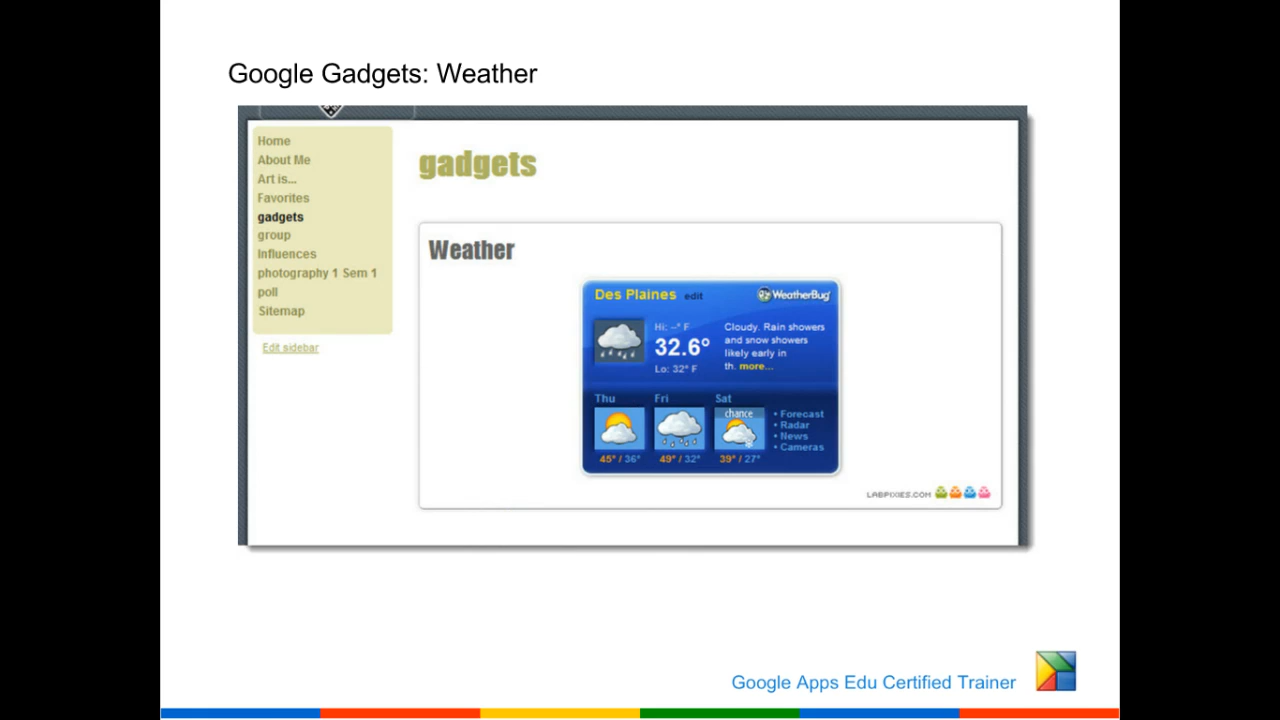 Google Gadgets: Weather
Home
About Me
Art is...
Favorites
gadgets
group
Influences
photography 1 Sem 1
poll
Sitemap
Edit sidebar
gadgets
Weather
Des Plaines edit
WeatherBug
Hi: --° F
32.6°
Lo: 32° F
Cloudy. Rain showers
and snow showers
likely early in
th. more...
Thu
45° / 36°
Fri
49° / 32°
Sat
chance
39° / 27°
• Forecast
• Radar
• News
• Cameras
LABPIXIES.COM
Google Apps Edu Certified Trainer